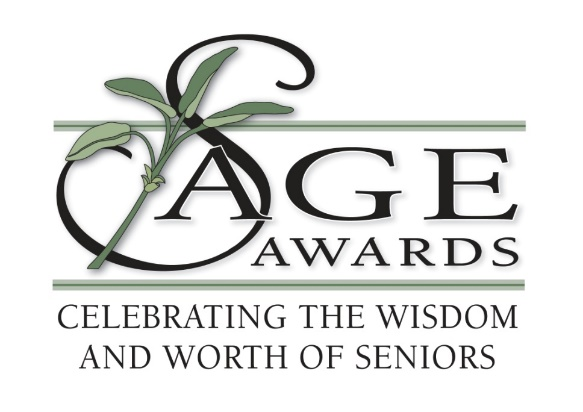 SAGE
AWARDS
CELEBRATING THE WISDOM
AND WORTH OF SENIORS